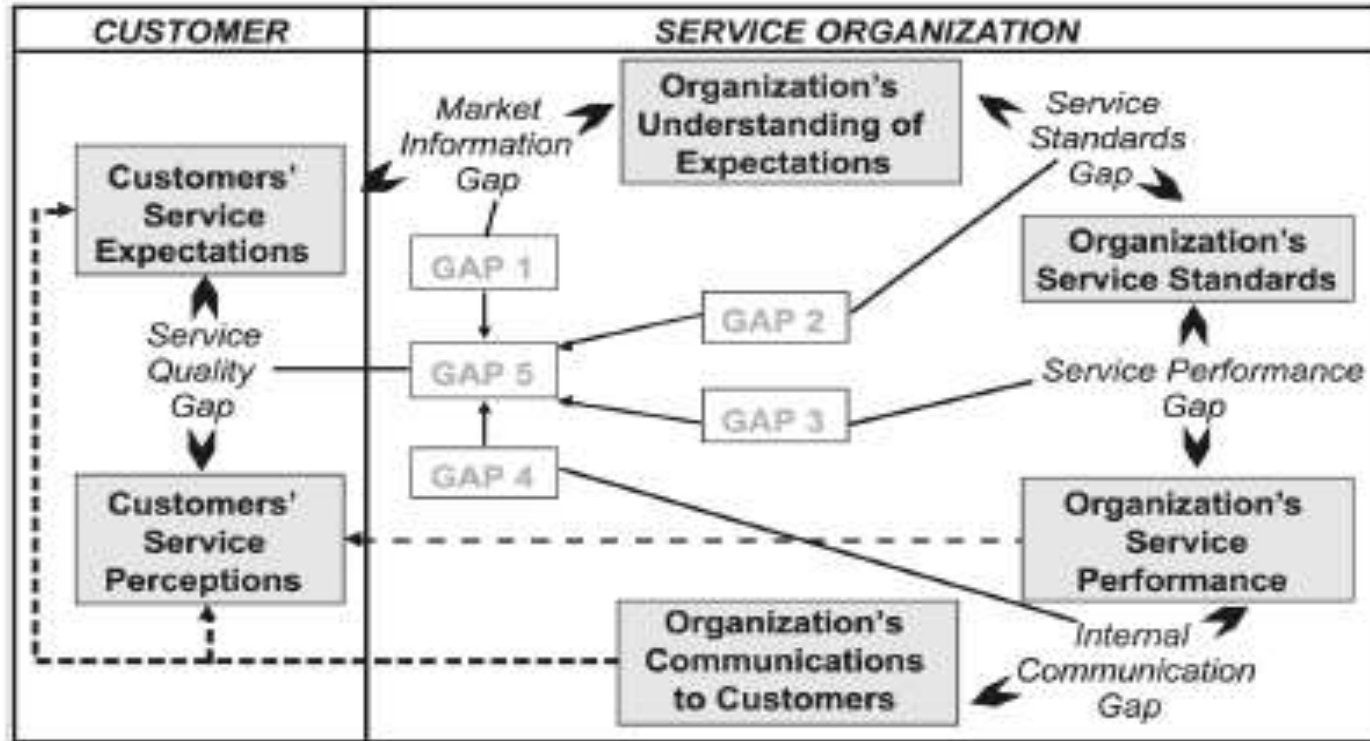 CUSTOMER
SERVICE ORGANIZATION
Market
Information
Gap
Organization's
Understanding of
Expectations
Service
Standards
Gap
Customers'
Service
Expectations
GAP 1
Organization's
Service Standards
GAP 2
Service
Quality
Gap
GAP 5
Service Performance
Gap
GAP 3
GAP 4
Customers'
Service
Perceptions
Organization's
Service
Performance
Organization's
Communications
to Customers
Internal
Communication
Gap